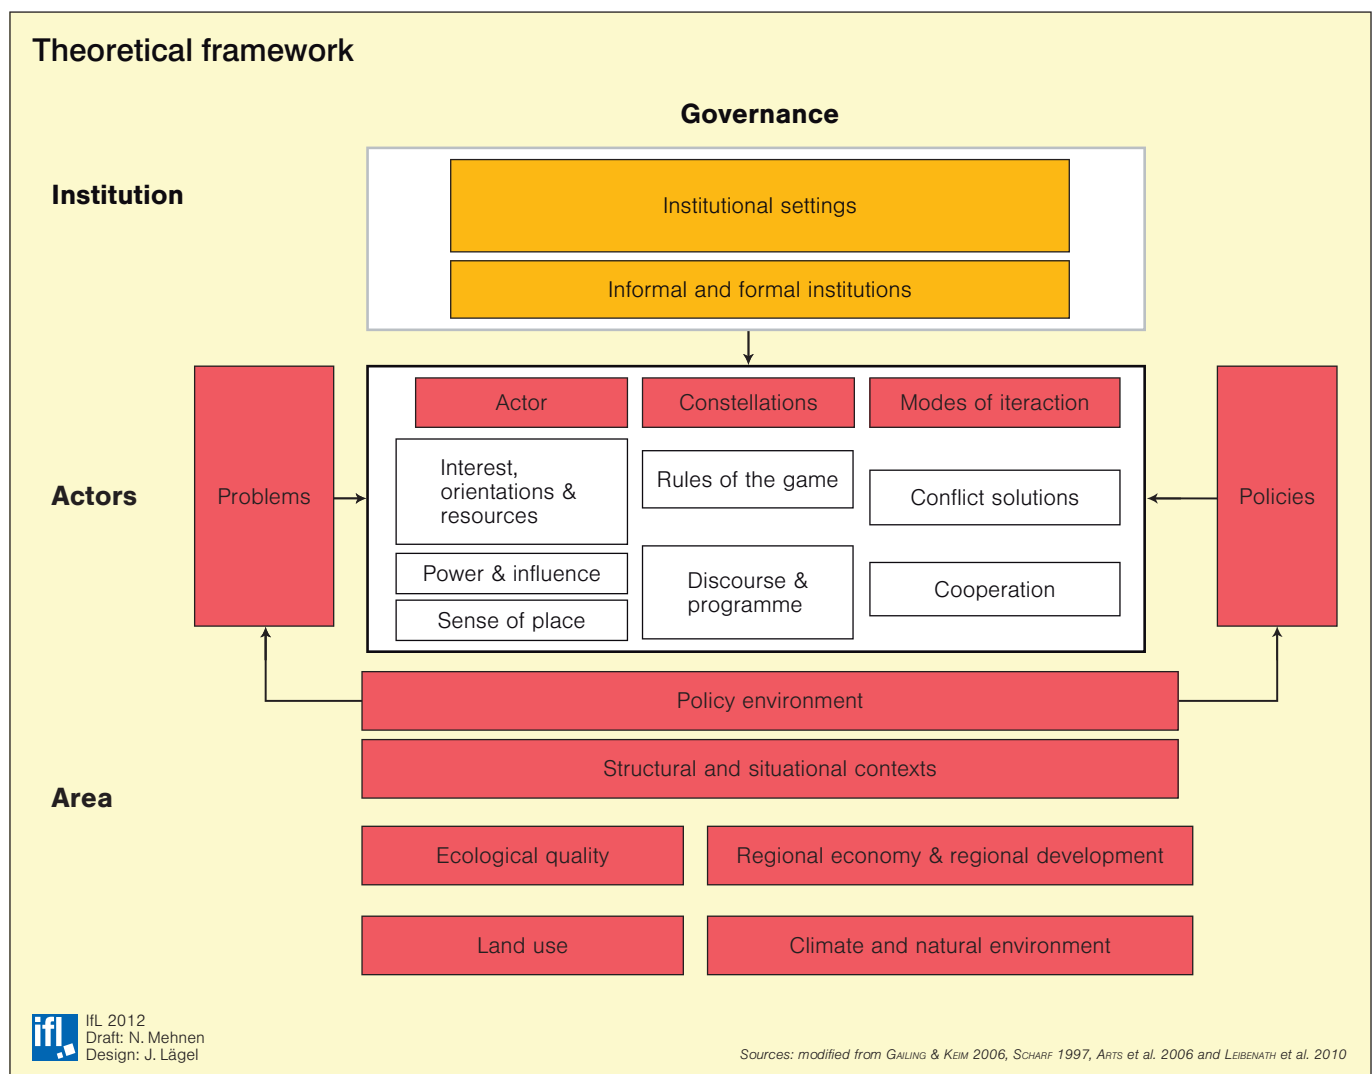 Theoretical framework
Governance
Institution
Institutional settings
Informal and formal institutions
Actors
Problems
Actor
Constellations
Modes of iteraction
Interest,
orientations &
resources
Rules of the game
Conflict solutions
Power & influence
Discourse &
programme
Cooperation
Sense of place
Policies
Policy environment
Structural and situational contexts
Area
Ecological quality
Regional economy & regional development
Land use
Climate and natural environment
ifl
IfL 2012
Draft: N. Mehnen
Design: J. Lägel
Sources: modified from GAILING & KEIM 2006, SCHARF 1997, ARTS et al. 2006 and LEIBENATH et al. 2010